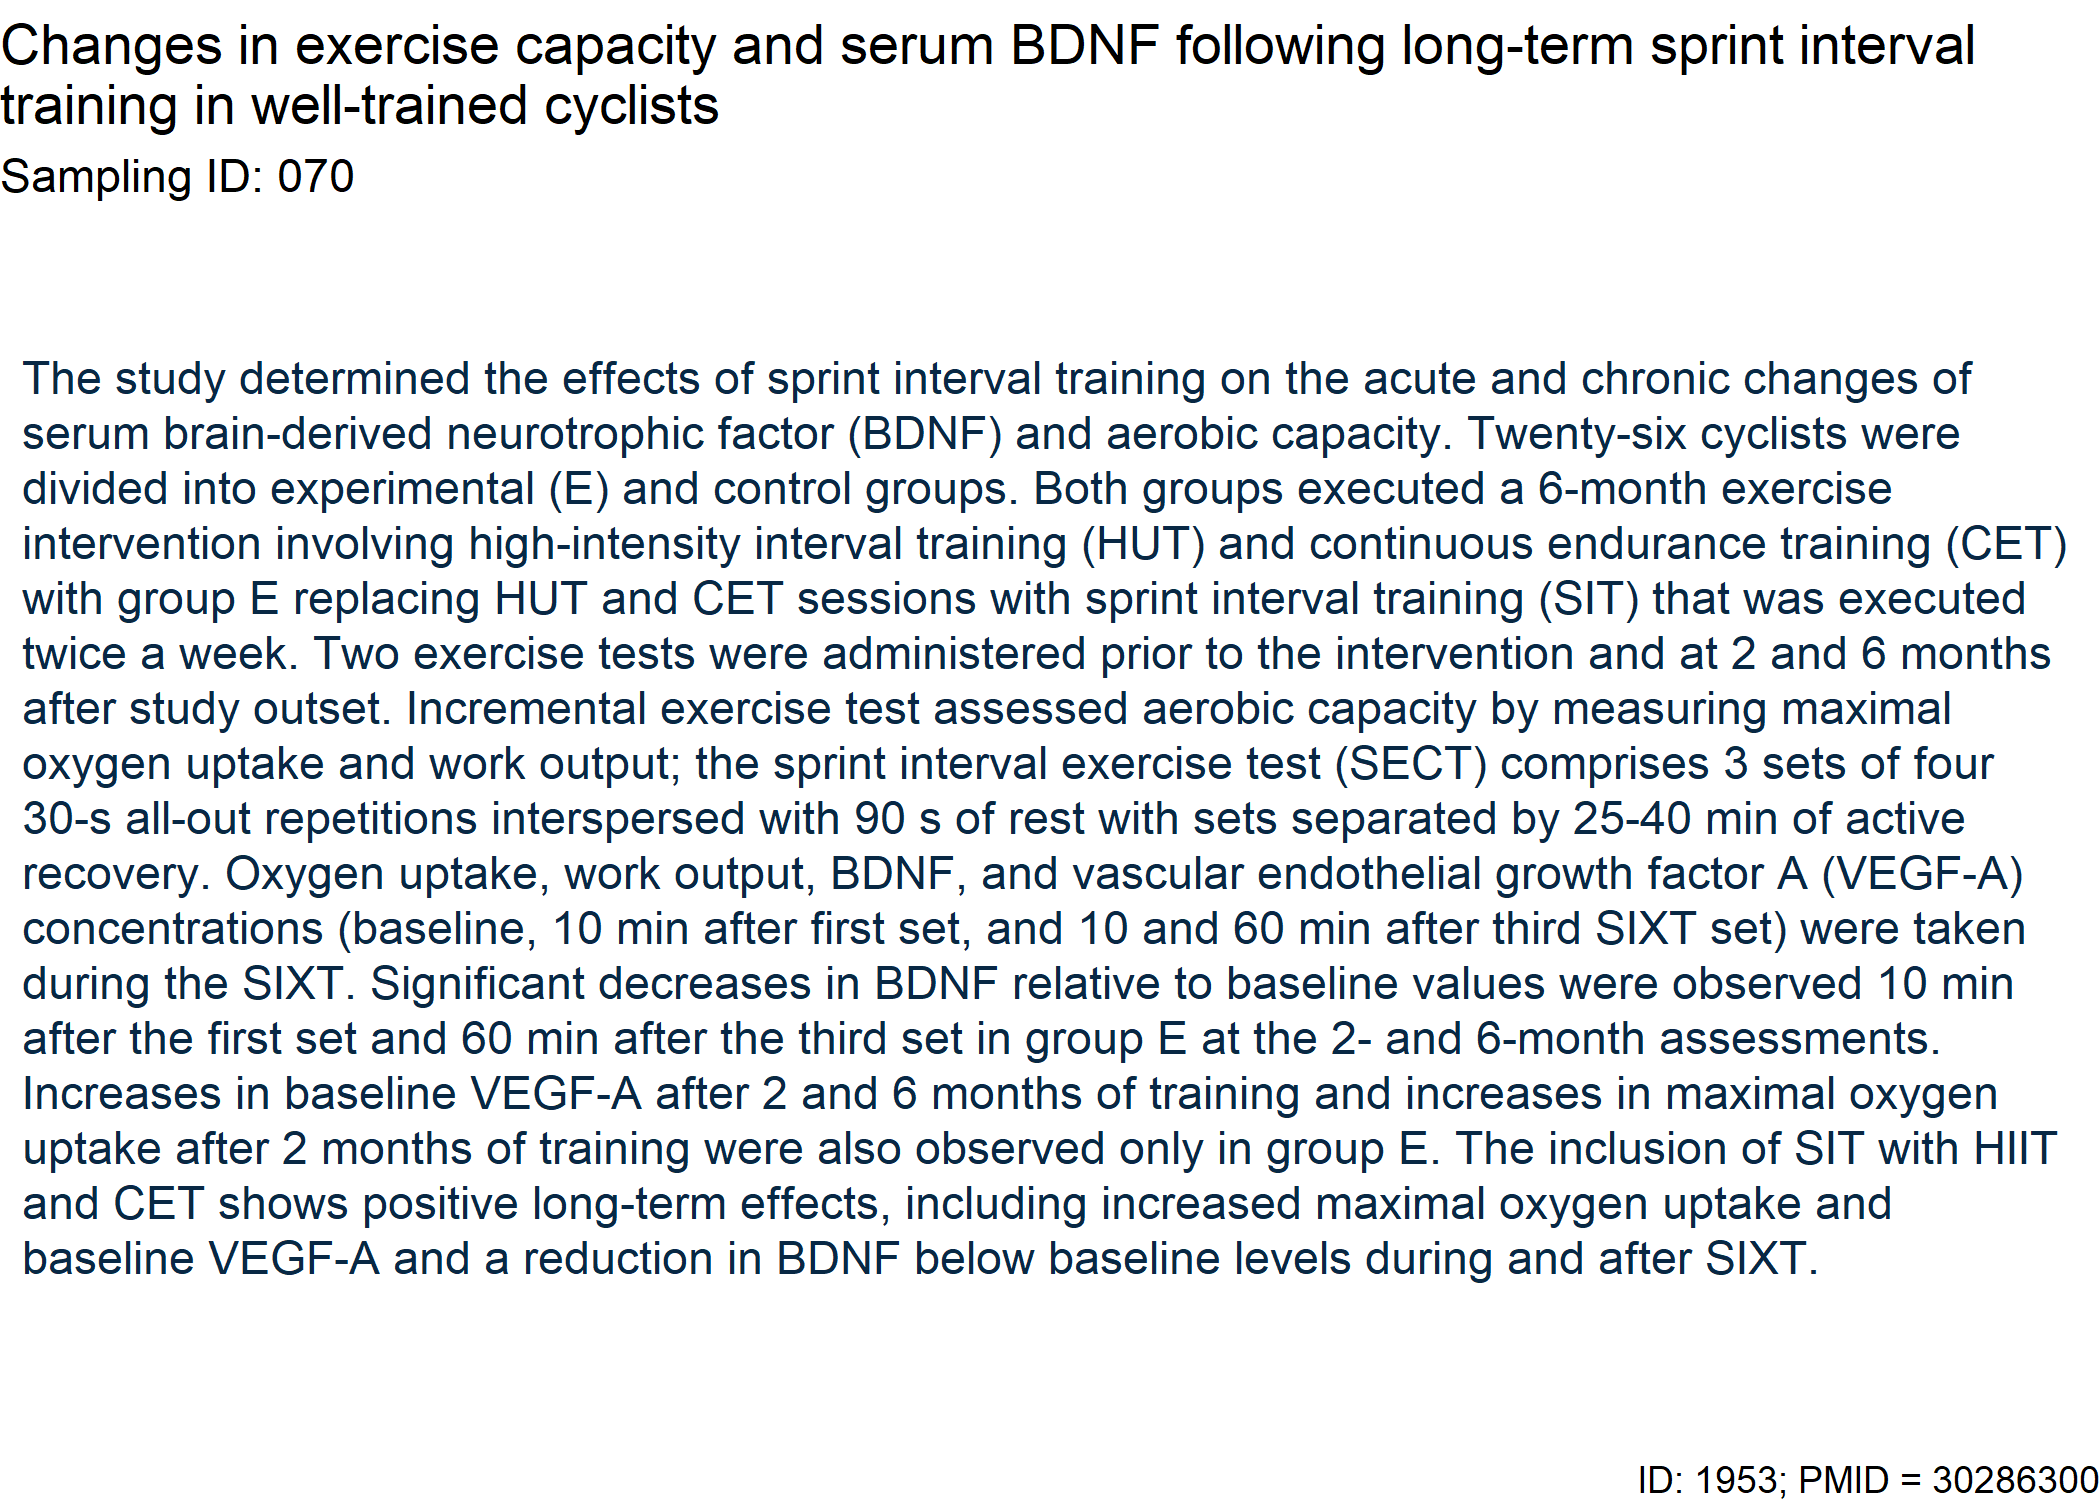 Changes in exercise capacity and serum BDNF following long-term sprint interval
training in well-trained cyclists
Sampling ID: 070
The study determined the effects of sprint interval training on the acute and chronic changes of
serum brain-derived neurotrophic factor (BDNF) and aerobic capacity. Twenty-six cyclists were
divided into experimental (E) and control groups. Both groups executed a 6-month exercise
intervention involving high-intensity interval training (HUT) and continuous endurance training (CET)
with group E replacing HUT and CET sessions with sprint interval training (SIT) that was executed
twice a week. Two exercise tests were administered prior to the intervention and at 2 and 6 months
after study outset. Incremental exercise test assessed aerobic capacity by measuring maximal
oxygen uptake and work output; the sprint interval exercise test (SECT) comprises 3 sets of four
30-s all-out repetitions interspersed with 90 s of rest with sets separated by 25-40 min of active
recovery. Oxygen uptake, work output, BDNF, and vascular endothelial growth factor A (VEGF-A)
concentrations (baseline, 10 min after first set, and 10 and 60 min after third SIXT set) were taken
during the SIXT. Significant decreases in BDNF relative to baseline values were observed 10 min
after the first set and 60 min after the third set in group E at the 2- and 6-month assessments.
Increases in baseline VEGF-A after 2 and 6 months of training and increases in maximal oxygen
uptake after 2 months of training were also observed only in group E. The inclusion of SIT with HIIT
and CET shows positive long-term effects, including increased maximal oxygen uptake and
baseline VEGF-A and a reduction in BDNF below baseline levels during and after SIXT.
ID: 1953; PMID = 30286300